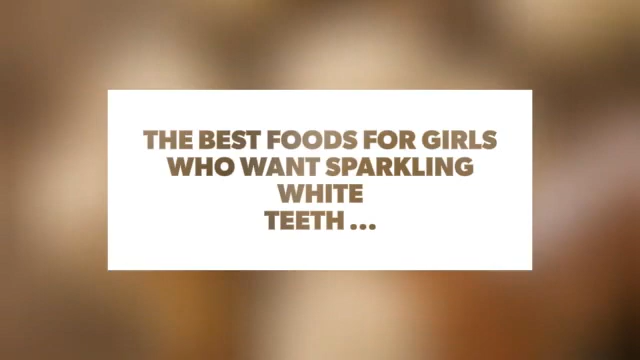 THE BEST FOODS FOR GIRLS
WHO WANT SPARKLING
WHITE
TEETH ...